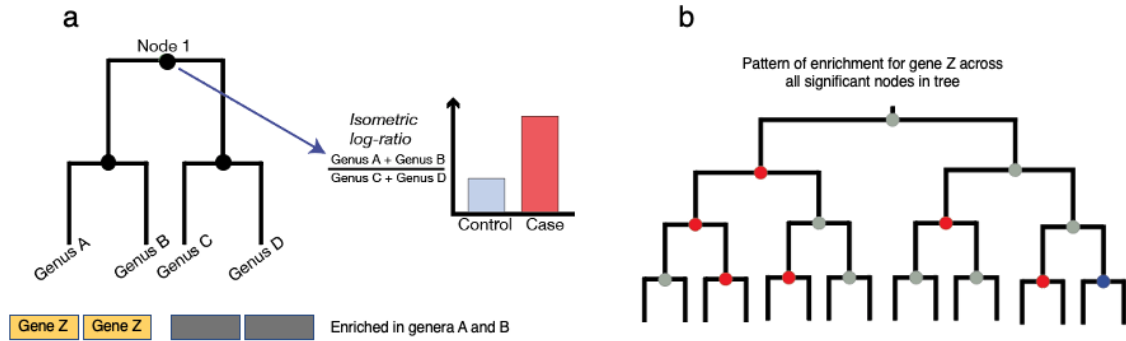 a
Node 1
Isometric
log-ratio
Genus A + Genus B
Genus C + Genus D
Control
Case
Genus A
Genus B
Genus C
Genus D
Gene Z
Gene Z
Enriched in genera A and B
b
Pattern of enrichment for gene Z across
all significant nodes in tree